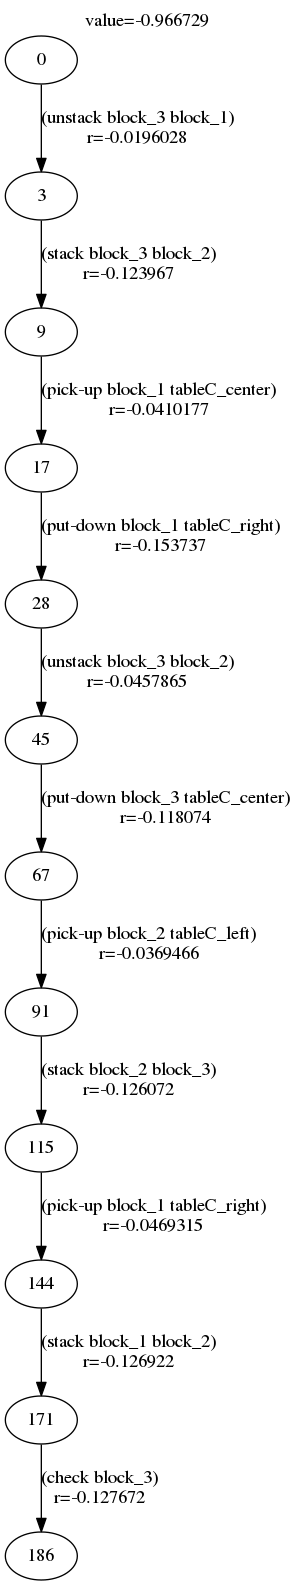 value=-0.966729
0
(unstack block_3 block_1)
r=-0.0196028
3
(stack block_3 block_2)
r=-0.123967
9
(pick-up block_1 tableC_center)
r=-0.0410177
17
(put-down block_1 tableC_right)
r=-0.153737
28
(unstack block_3 block_2)
r=-0.0457865
45
(put-down block_3 tableC_center)
r=-0.118074
67
(pick-up block_2 tableC_left)
r=-0.0369466
91
(stack block_2 block_3)
r=-0.126072
115
(pick-up block_1 tableC_right)
r=-0.0469315
144
(stack block_1 block_2)
r=-0.126922
171
(check block_3)
r=-0.127672
186